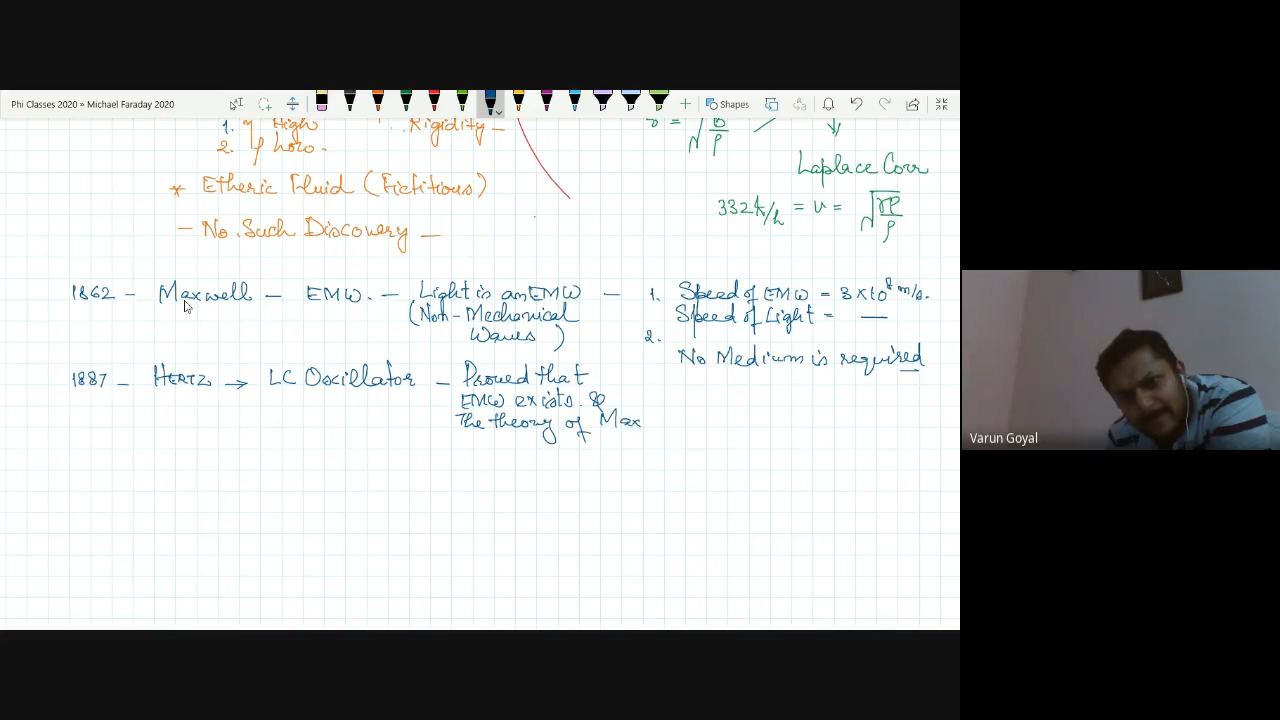 Phi Classes 2020 » Michael Faraday 2020
Shapes
1. η High ∴ Rigidity –
2. ρ Low.
* Etheric Fluid (Fictitious)
– No Such Discovery –
= √B/ρ
Laplace Corr
332 k/h = v = √γP/ρ
1862 – Maxwell – EMW. – Light is an EMW – 1. Speed of EMW = 3 × 10⁸ m/s.
(Non-Mechanical Speed of Light = —
Waves) 2.
No Medium is required
1887 – HERTZ → LC Oscillator – Proved that
EMW exists. &
The theory of Max
Varun Goyal